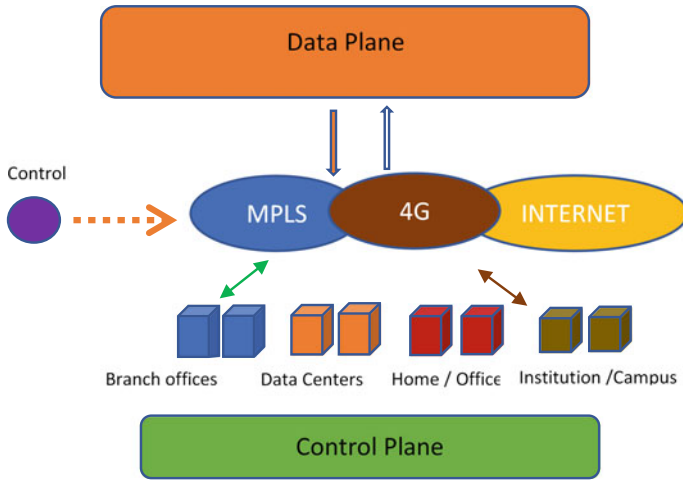 Data Plane
Control
MPLS
4G
INTERNET
Branch offices
Data Centers
Home / Office
Institution /Campus
Control Plane